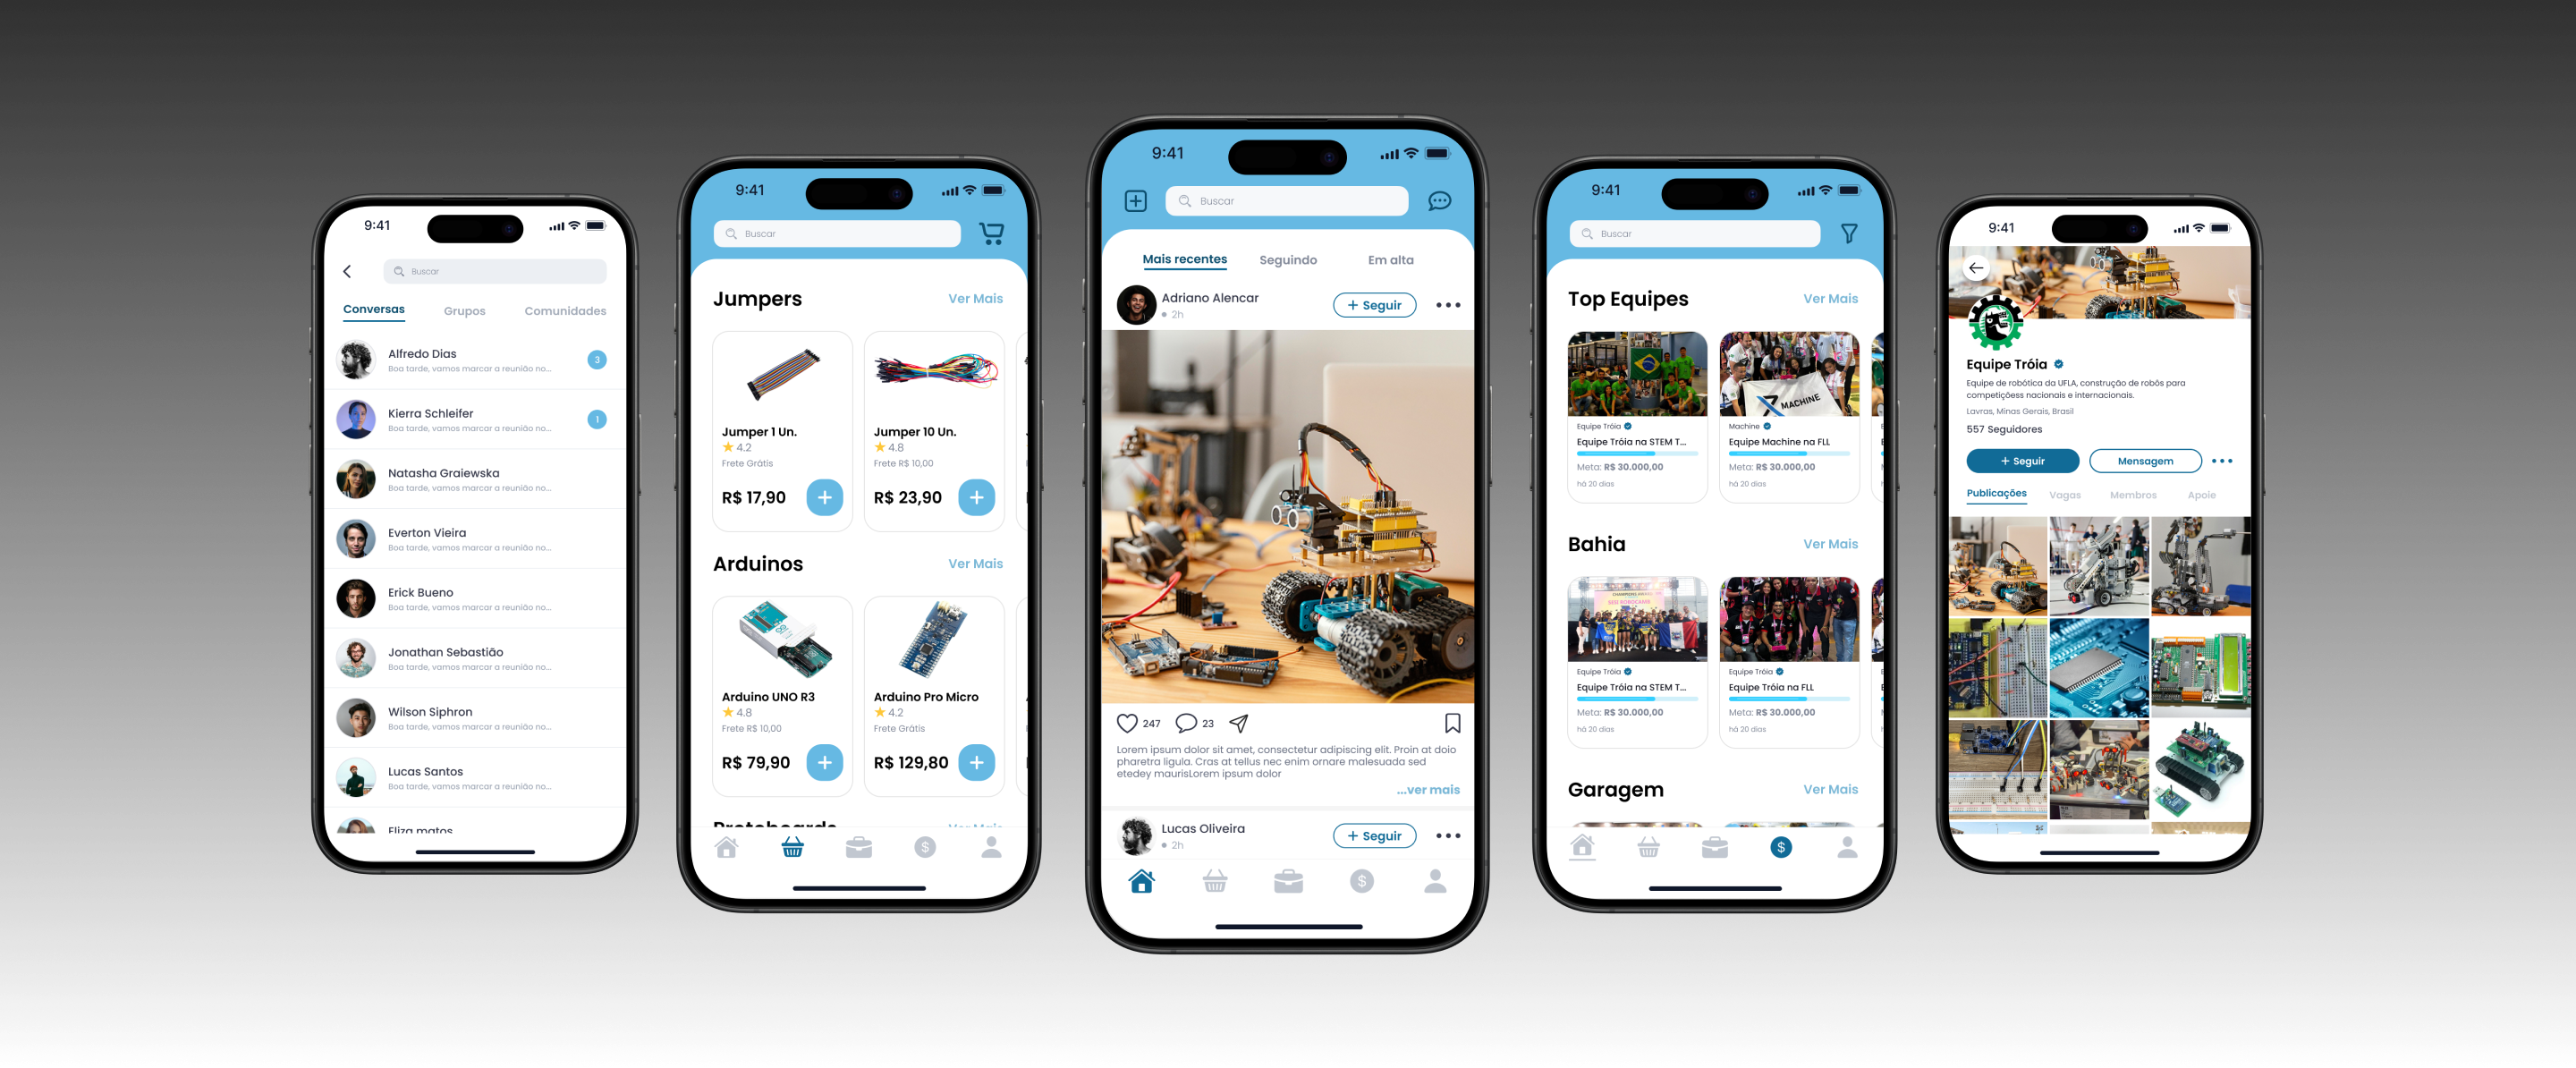 9:41
Buscar
Conversas
Grupos
Comunidades
Alfredo Dias
Boa tarde, vamos marcar a reunião no...
3
Kierra Schleifer
Boa tarde, vamos marcar a reunião no...
1
Natasha Graiewska
Boa tarde, vamos marcar a reunião no...
Everton Vieira
Boa tarde, vamos marcar a reunião no...
Erick Bueno
Boa tarde, vamos marcar a reunião no...
Jonathan Sebastião
Boa tarde, vamos marcar a reunião no...
Wilson Siphron
Boa tarde, vamos marcar a reunião no...
Lucas Santos
Boa tarde, vamos marcar a reunião no...
Eliza matos
9:41
Buscar
Jumpers
Ver Mais
Jumper 1 Un.
4.2
Frete Grátis
R$ 17,90
Jumper 10 Un.
4.8
Frete R$ 10,00
R$ 23,90
Arduinos
Ver Mais
Arduino UNO R3
4.8
Frete R$ 10,00
R$ 79,90
Arduino Pro Micro
4.2
Frete Grátis
R$ 129,80
Protoboards
Ver Mais
$
9:41
Buscar
Mais recentes
Seguindo
Em alta
Adriano Alencar
2h
+ Seguir
247
23
Lorem ipsum dolor sit amet, consectetur adipiscing elit. Proin at doio
pharetra ligula. Cras at tellus nec enim ornare malesuada sed
etedey maurisLorem ipsum dolor
...ver mais
Lucas Oliveira
2h
+ Seguir
$
9:41
Buscar
Top Equipes
Ver Mais
Equipe Tróia
Equipe Tróia na STEM T...
Meta: R$ 30.000,00
há 20 dias
MACHINE
Machine
Equipe Machine na FLL
Meta: R$ 30.000,00
há 20 dias
Bahia
Ver Mais
Equipe Tróia
Equipe Tróia na STEM T...
Meta: R$ 30.000,00
há 20 dias
Equipe Tróia
Equipe Tróia na FLL
Meta: R$ 30.000,00
há 20 dias
Garagem
Ver Mais
$
9:41
Equipe Tróia
Equipe de robótica da UFLA, construção de robôs para
competições nacionais e internacionais.
Lavras, Minas Gerais, Brasil
557 Seguidores
+ Seguir
Mensagem
Publicações
Vagas
Membros
Apoie